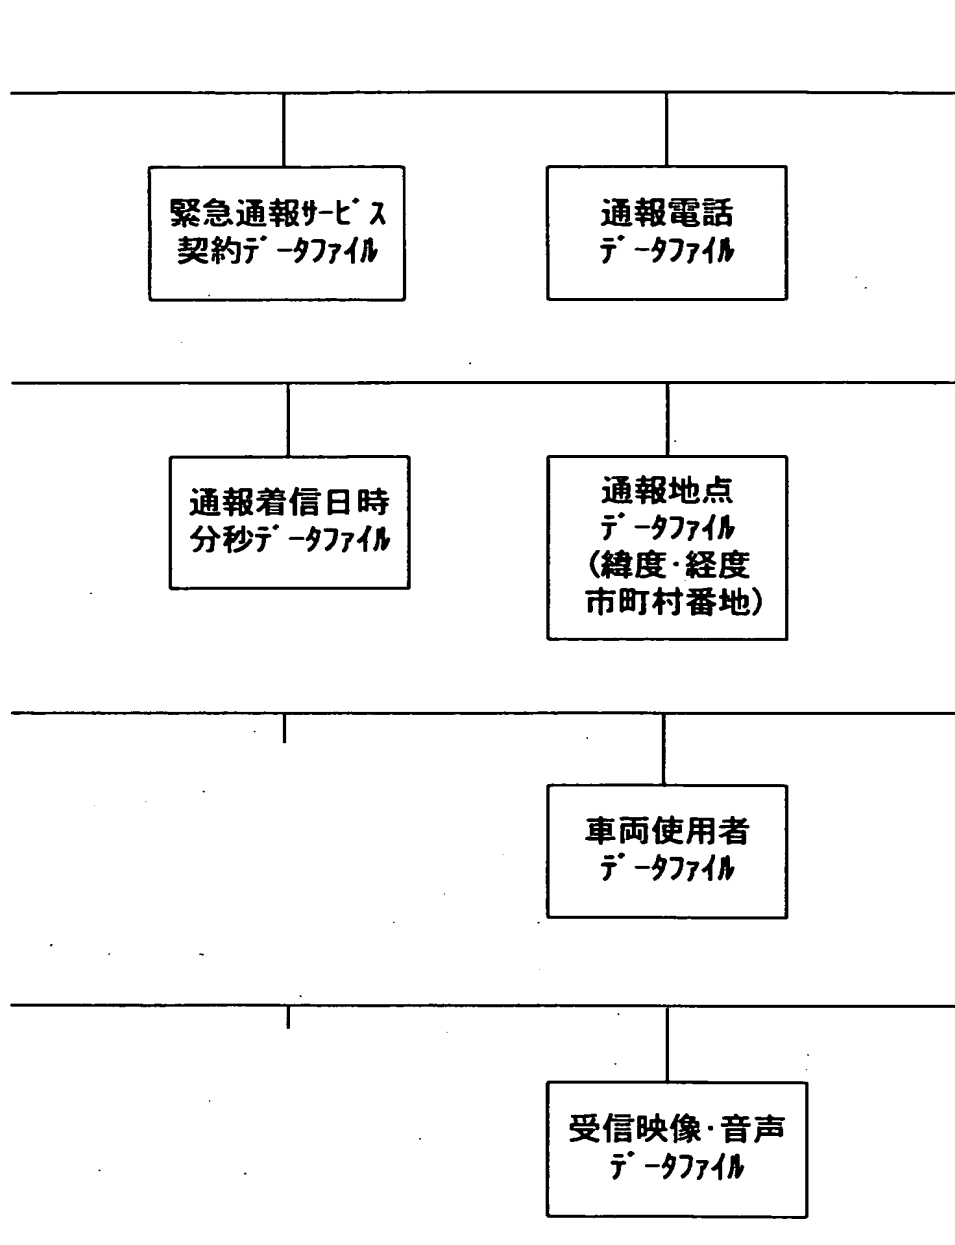 緊急通報ｻｰﾋﾞｽ
契約ﾃﾞｰﾀﾌｧｲﾙ
通報電話
ﾃﾞｰﾀﾌｧｲﾙ
通報着信日時
分秒ﾃﾞｰﾀﾌｧｲﾙ
通報地点
ﾃﾞｰﾀﾌｧｲﾙ
(緯度･経度
市町村番地)
車両使用者
ﾃﾞｰﾀﾌｧｲﾙ
受信映像･音声
ﾃﾞｰﾀﾌｧｲﾙ